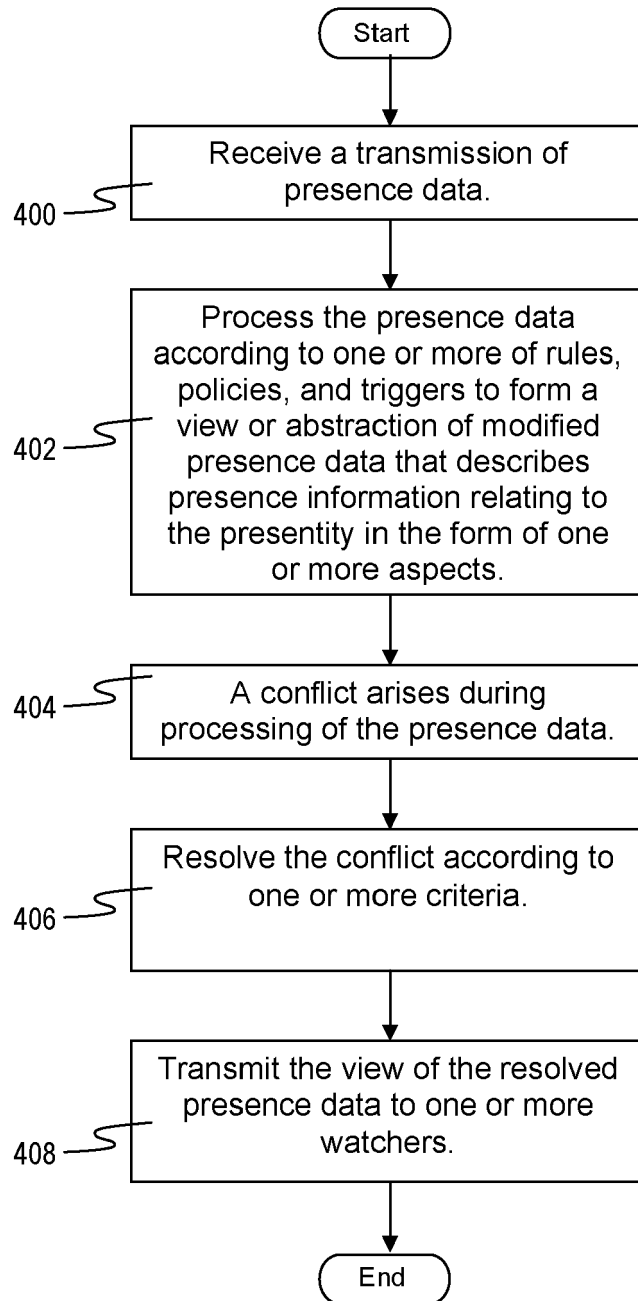 Start
Receive a transmission of
presence data.
400
Process the presence data
according to one or more of rules,
policies, and triggers to form a
view or abstraction of modified
presence data that describes
presence information relating to
the presentity in the form of one
or more aspects.
402
A conflict arises during
processing of the presence data.
404
Resolve the conflict according to
one or more criteria.
406
Transmit the view of the resolved
presence data to one or more
watchers.
408
End